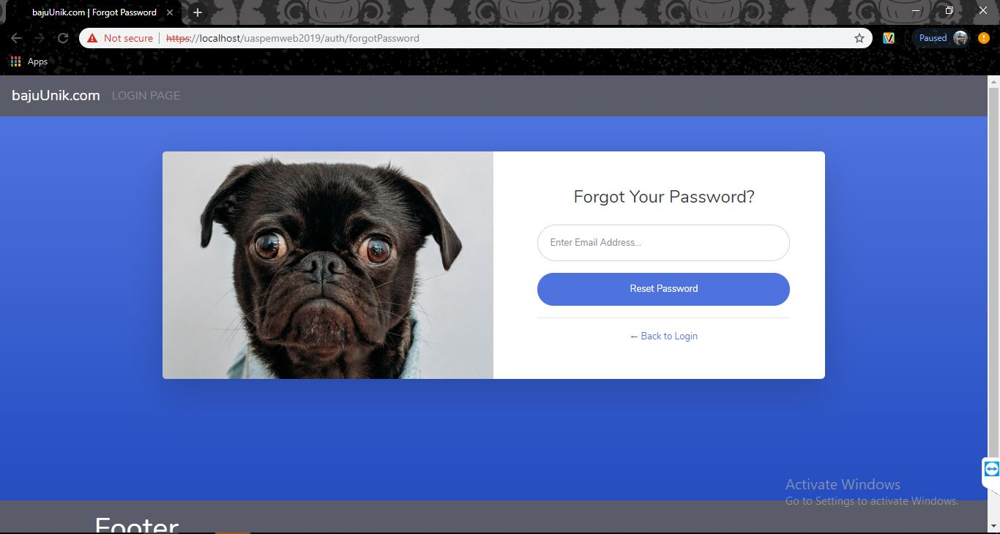 bajuUnik.com | Forgot Password
Not secure | https://localhost/uaspemweb2019/auth/forgotPassword
Paused
Apps
bajuUnik.com LOGIN PAGE
Forgot Your Password?
Enter Email Address...
Reset Password
← Back to Login
Activate Windows
Go to Settings to activate Windows.
Footer